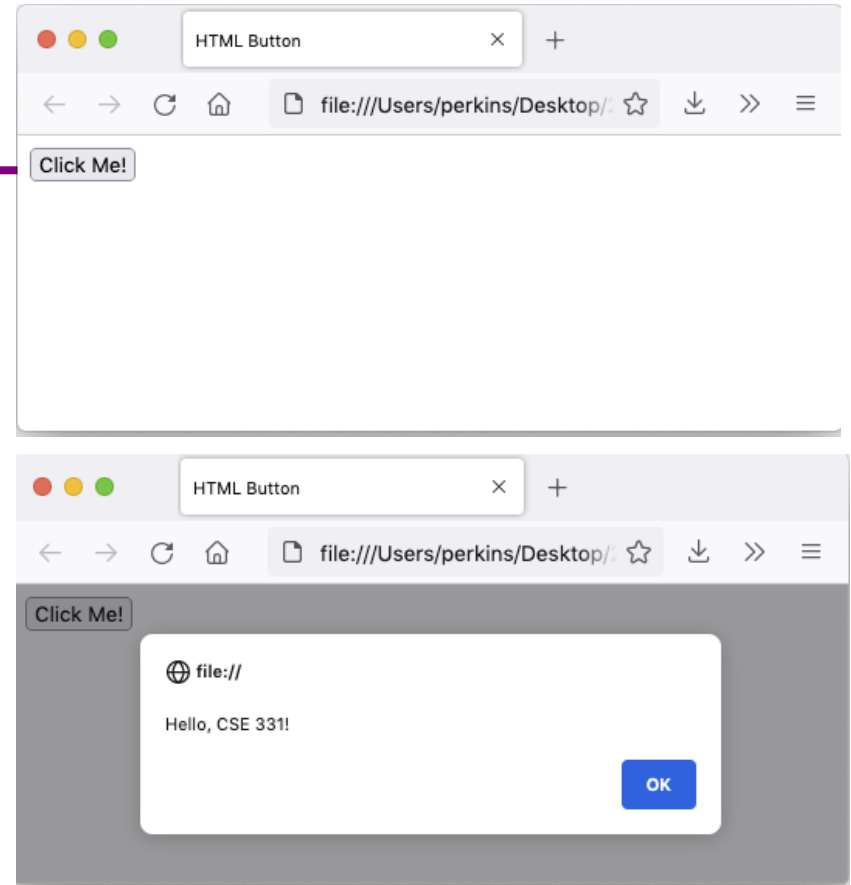 HTML Button
file:///Users/perkins/Desktop/
Click Me!
HTML Button
file:///Users/perkins/Desktop/
Click Me!
file://
Hello, CSE 331!
OK